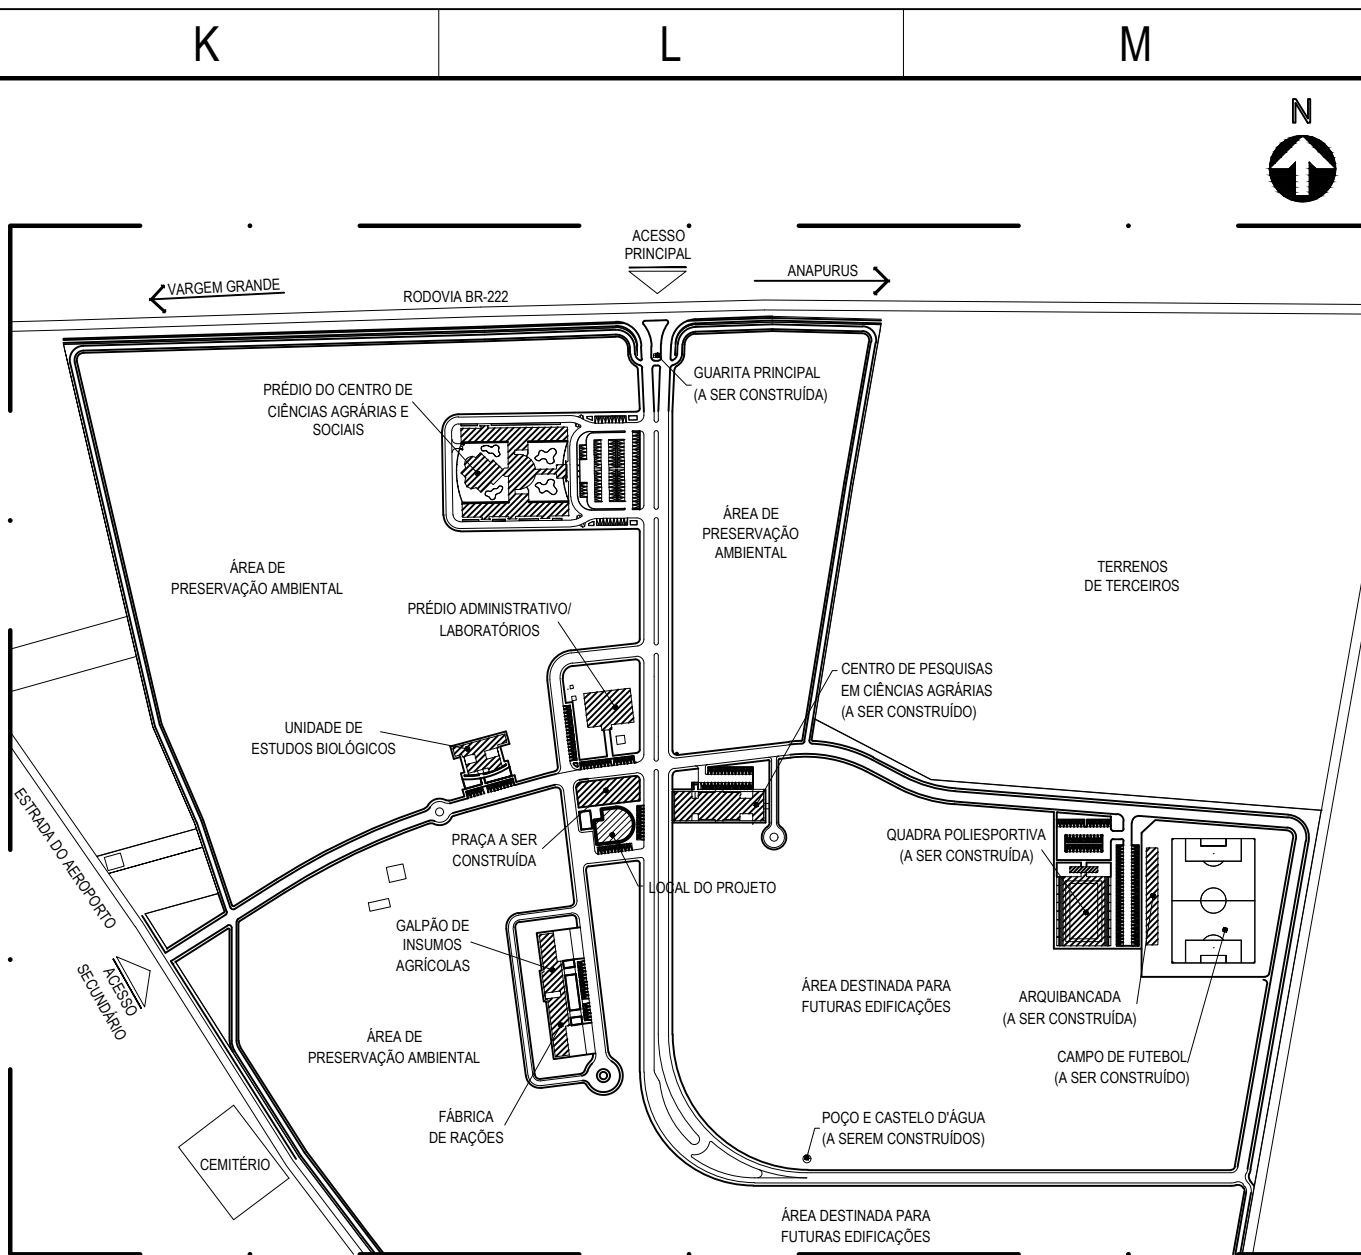 K
L
M
N
ACESSO
PRINCIPAL
VARGEM GRANDE
ANAPURUS
RODOVIA BR-222
GUARITA PRINCIPAL
(A SER CONSTRUÍDA)
PRÉDIO DO CENTRO DE
CIÊNCIAS AGRÁRIAS E
SOCIAIS
ÁREA DE
PRESERVAÇÃO
AMBIENTAL
ÁREA DE
PRESERVAÇÃO AMBIENTAL
TERRENOS
DE TERCEIROS
PRÉDIO ADMINISTRATIVO/
LABORATÓRIOS
CENTRO DE PESQUISAS
EM CIÊNCIAS AGRÁRIAS
(A SER CONSTRUÍDO)
UNIDADE DE
ESTUDOS BIOLÓGICOS
ESTRADA DO AEROPORTO
PRAÇA A SER
CONSTRUÍDA
QUADRA POLIESPORTIVA
(A SER CONSTRUÍDA)
LOCAL DO PROJETO
GALPÃO DE
INSUMOS
AGRÍCOLAS
ACESSO
SECUNDÁRIO
ÁREA DESTINADA PARA
FUTURAS EDIFICAÇÕES
ARQUIBANCADA
(A SER CONSTRUÍDA)
ÁREA DE
PRESERVAÇÃO AMBIENTAL
CAMPO DE FUTEBOL
(A SER CONSTRUÍDO)
FÁBRICA
DE RAÇÕES
POÇO E CASTELO D'ÁGUA
(A SEREM CONSTRUÍDOS)
CEMITÉRIO
ÁREA DESTINADA PARA
FUTURAS EDIFICAÇÕES